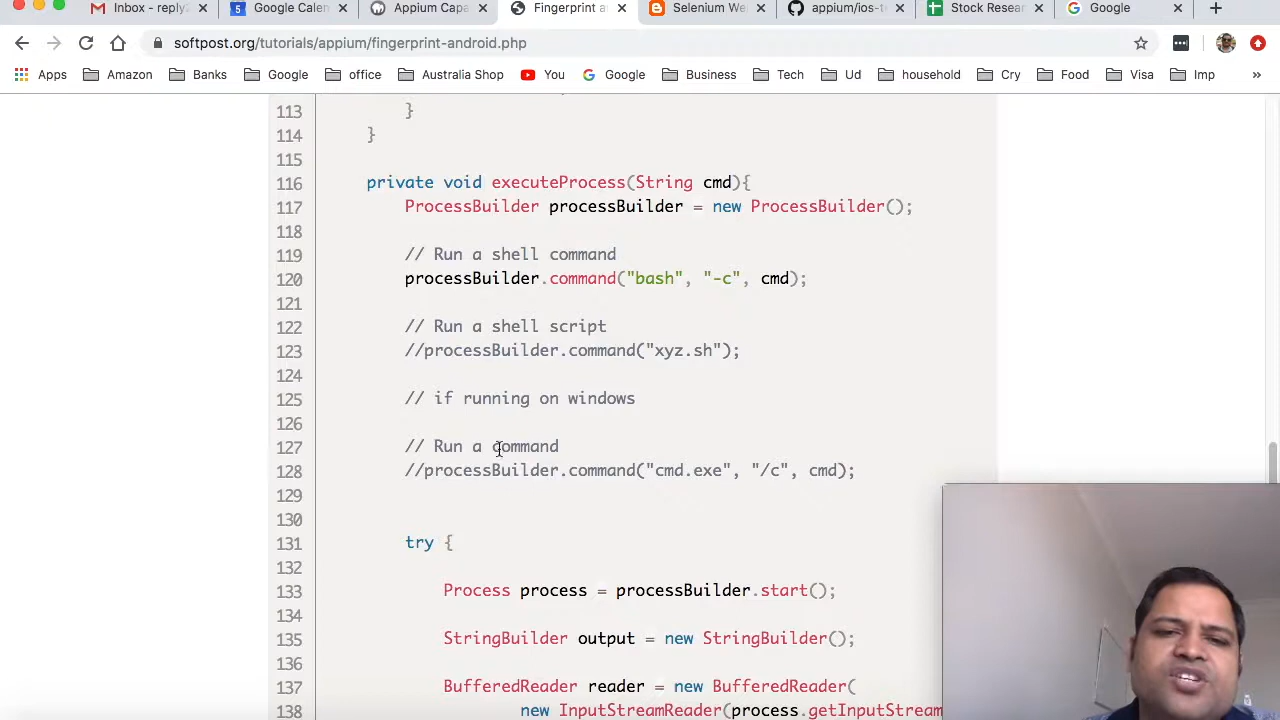 Inbox - reply2
Google Calen
Appium Capa
Fingerprint a
Selenium We
appium/ios-t
Stock Resear
Google
softpost.org/tutorials/appium/fingerprint-android.php
Apps Amazon Banks Google office Australia Shop You Google Business Tech Ud household Cry Food Visa Imp »
113 }
114 }
115
116 private void executeProcess(String cmd){
117 ProcessBuilder processBuilder = new ProcessBuilder();
118
119 // Run a shell command
120 processBuilder.command("bash", "-c", cmd);
121
122 // Run a shell script
123 //processBuilder.command("xyz.sh");
124
125 // if running on windows
126
127 // Run a command
128 //processBuilder.command("cmd.exe", "/c", cmd);
129
130
131 try {
132
133 Process process = processBuilder.start();
134
135 StringBuilder output = new StringBuilder();
136
137 BufferedReader reader = new BufferedReader(
138 new InputStreamReader(process.getInputStream